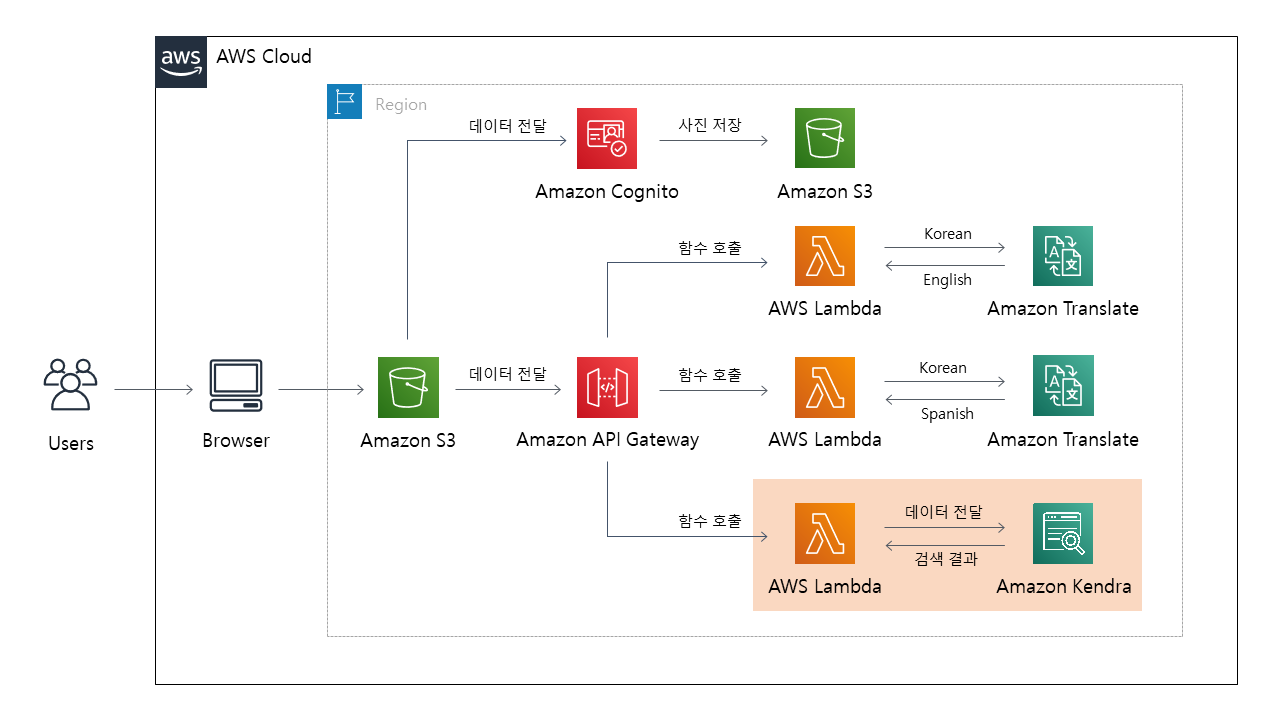 aws
AWS Cloud
Region
데이터 전달
사진 저장
Amazon Cognito
Amazon S3
함수 호출
Korean
English
AWS Lambda
Amazon Translate
데이터 전달
함수 호출
Korean
Spanish
Users
Browser
Amazon S3
Amazon API Gateway
AWS Lambda
Amazon Translate
함수 호출
데이터 전달
검색 결과
AWS Lambda
Amazon Kendra